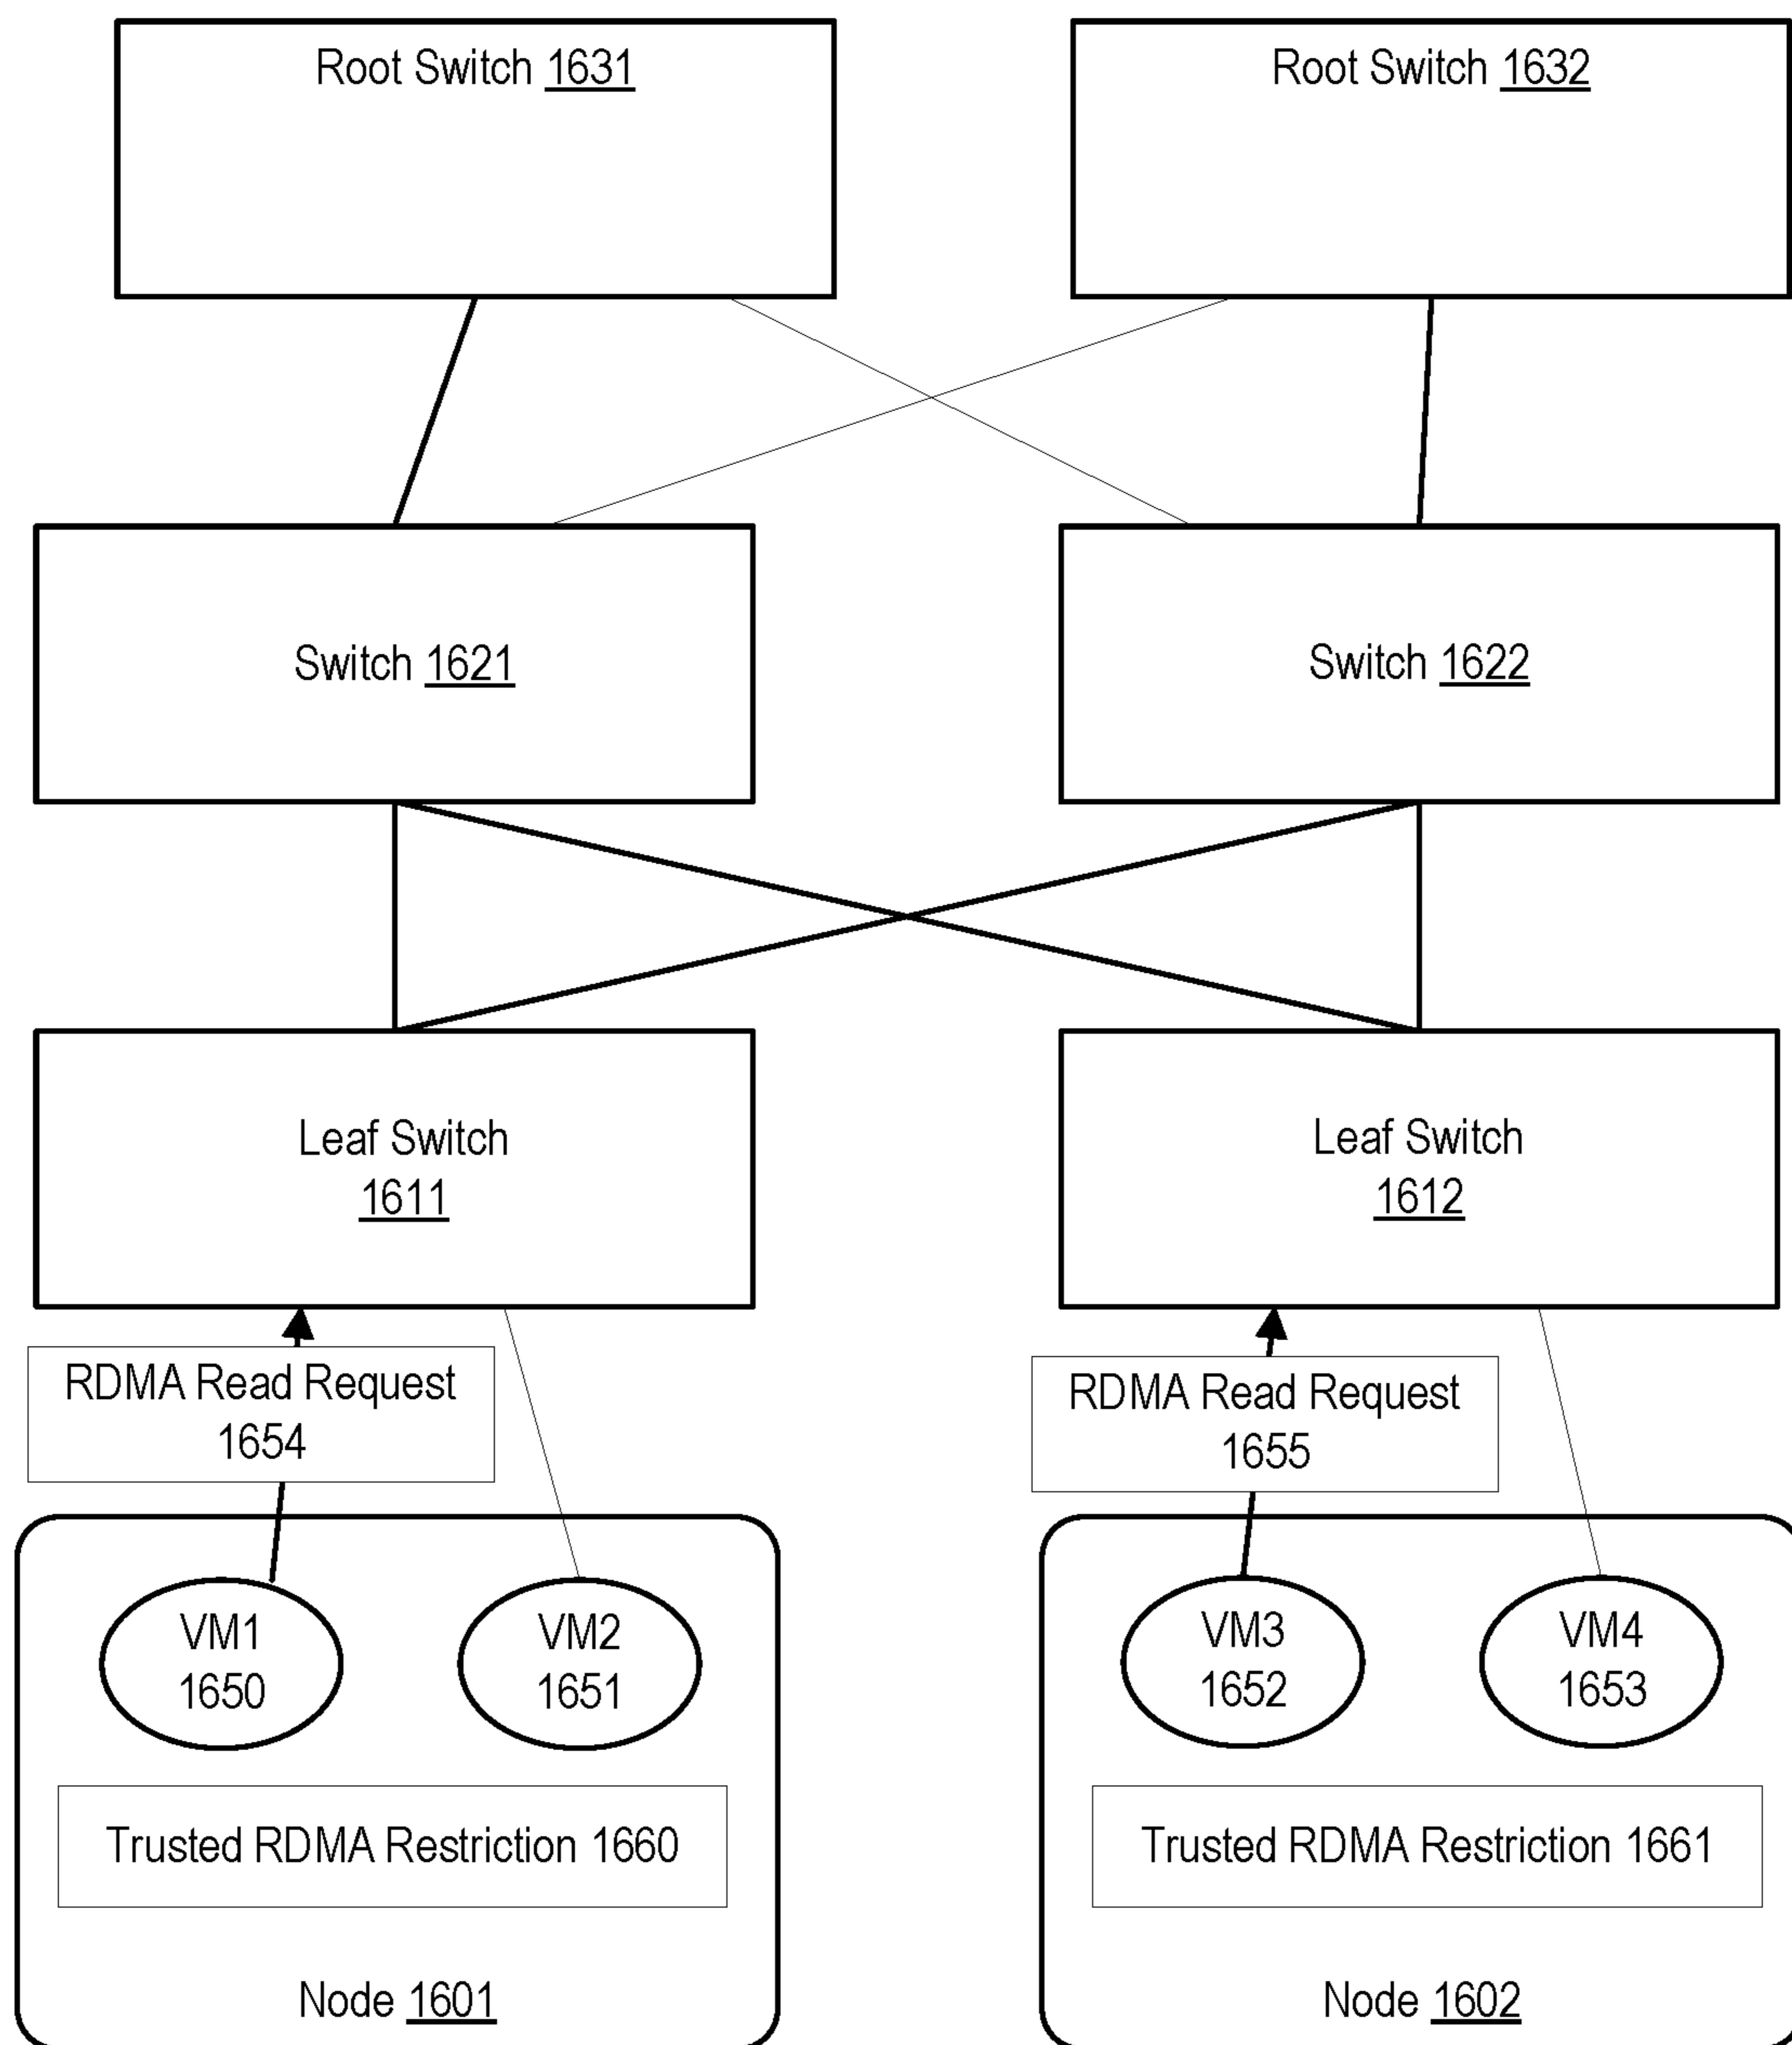 Root Switch 1631
Root Switch 1632
Switch 1621
Switch 1622
Leaf Switch
1611
Leaf Switch
1612
RDMA Read Request
1654
RDMA Read Request
1655
VM1
1650
VM2
1651
VM3
1652
VM4
1653
Trusted RDMA Restriction 1660
Trusted RDMA Restriction 1661
Node 1601
Node 1602